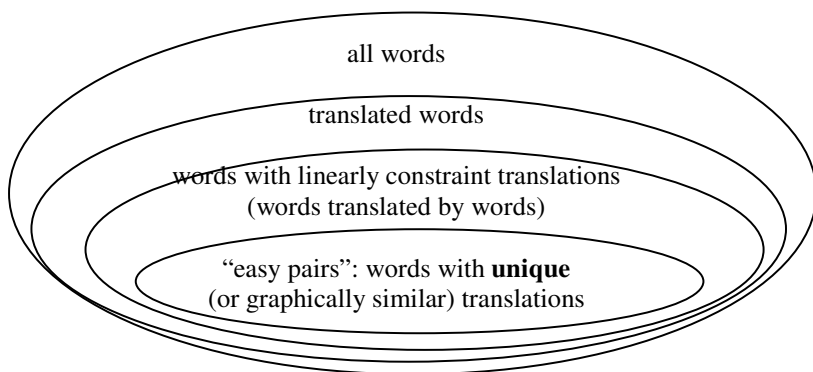 all words
translated words
words with linearly constraint translations
(words translated by words)
“easy pairs”: words with unique
(or graphically similar) translations